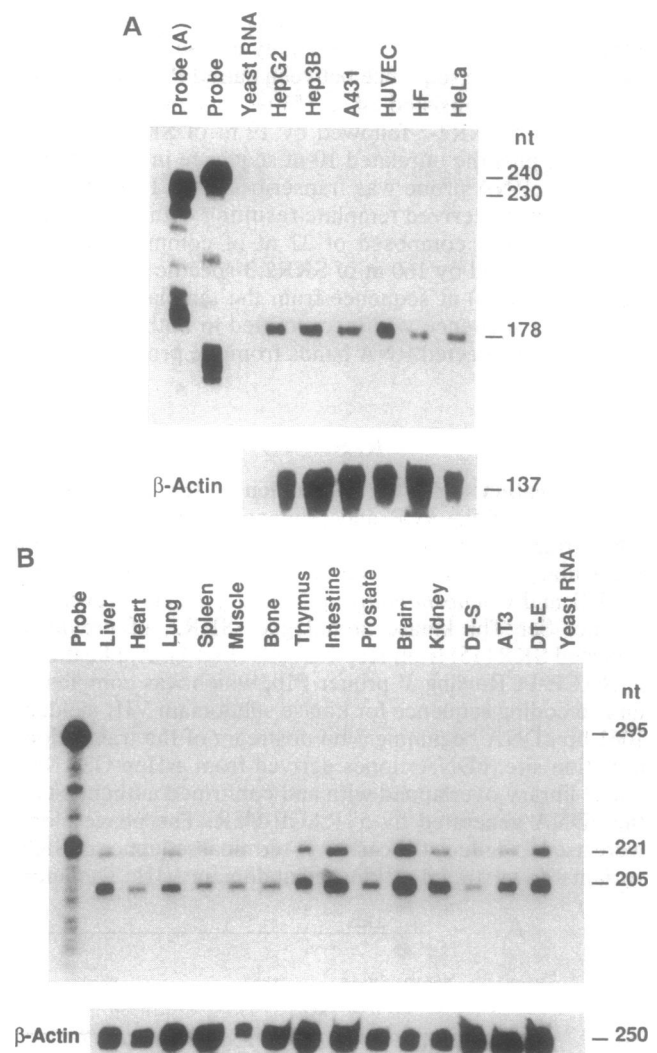 A
Probe (A)
Probe
Yeast RNA
HepG2
Hep3B
A431
HUVEC
HF
HeLa
nt
240
230
178
β-Actin
137
B
Probe
Liver
Heart
Lung
Spleen
Muscle
Bone
Thymus
Intestine
Prostate
Brain
Kidney
DT-S
AT3
DT-E
Yeast RNA
nt
295
221
205
β-Actin
250